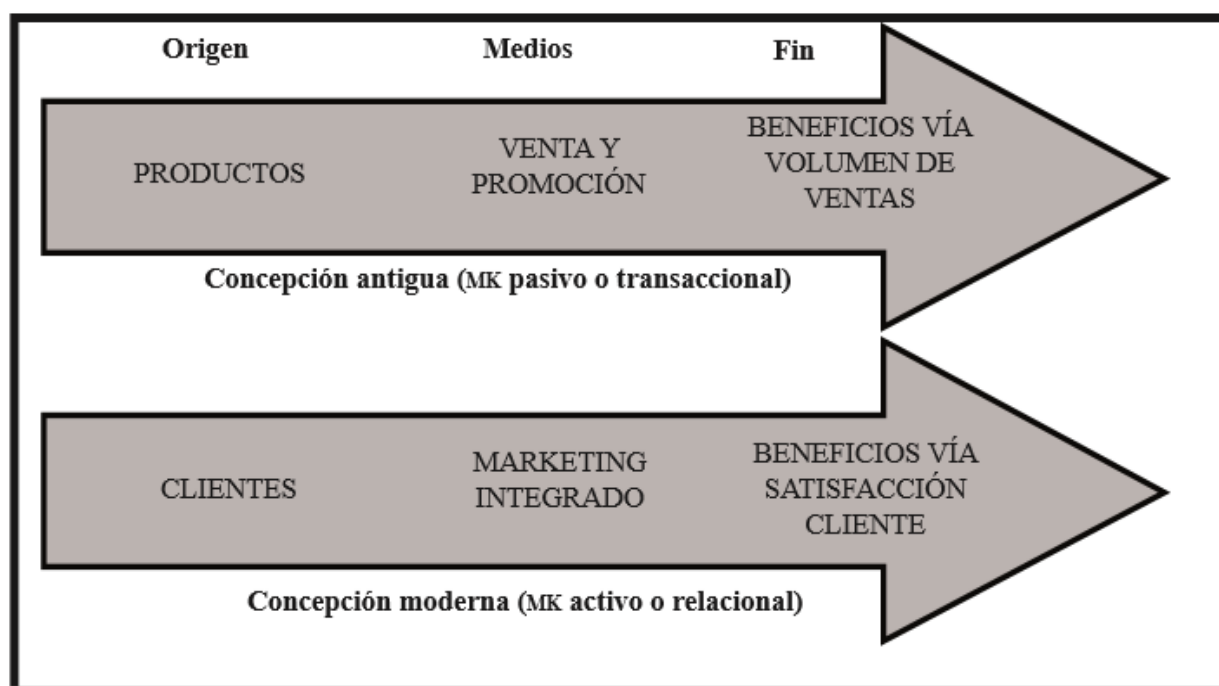 Origen Medios Fin
PRODUCTOS
VENTA Y
PROMOCIÓN
BENEFICIOS VÍA
VOLUMEN DE
VENTAS
Concepción antigua (MK pasivo o transaccional)
CLIENTES
MARKETING
INTEGRADO
BENEFICIOS VÍA
SATISFACCIÓN
CLIENTE
Concepción moderna (MK activo o relacional)